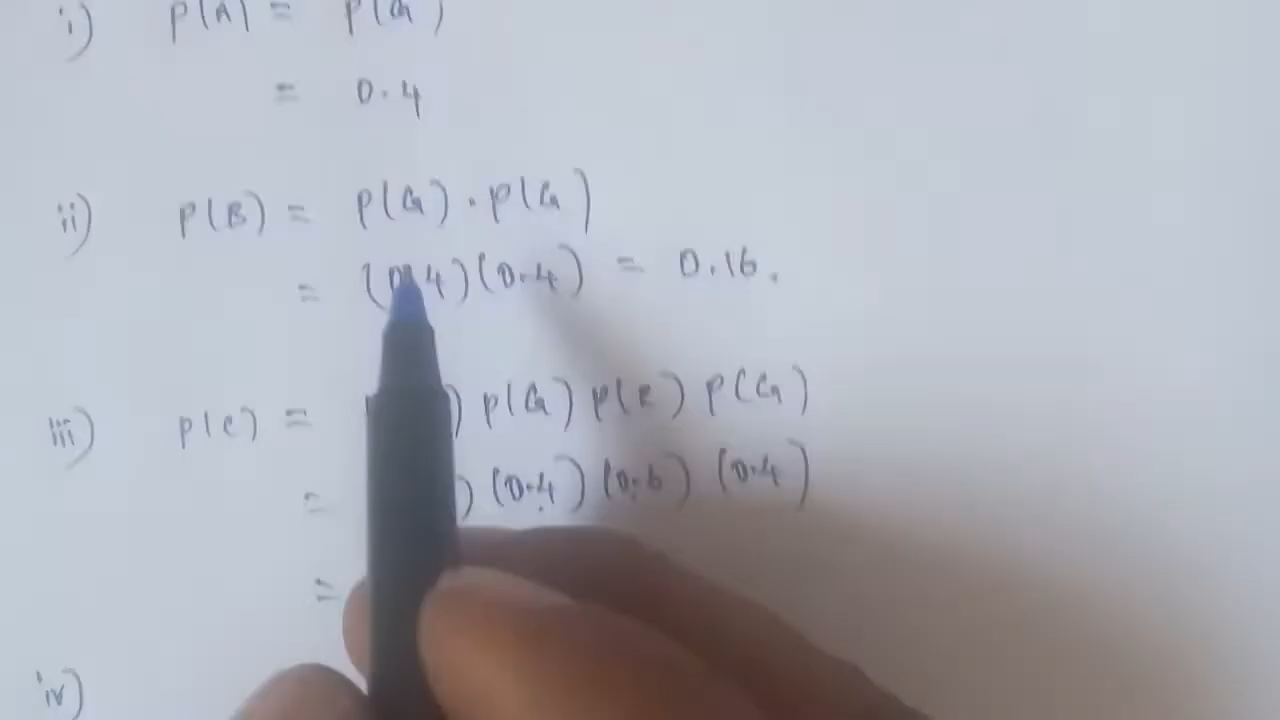 i) P(A) = P(G)
= 0.4
ii) P(B) = P(G) . P(G)
= (0.4)(0.4) = 0.16.
iii) P(C) = ) P(G) P(R) P(G)
= ) (0.4) (0.6) (0.4)
=
iv)